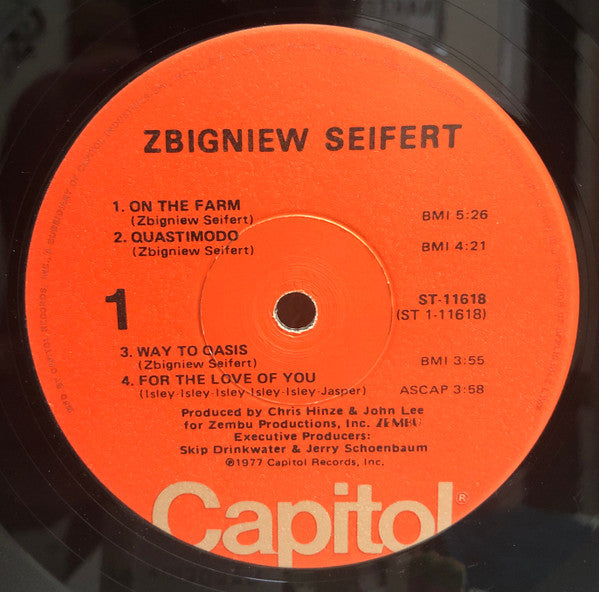 ZBIGNIEW SEIFERT
1. ON THE FARM
(Zbigniew Seifert)
BMI 5:26
2. QUASTIMODO
(Zbigniew Seifert)
BMI 4:21
1
ST-11618
(ST 1-11618)
3. WAY TO OASIS
(Zbigniew Seifert)
BMI 3:55
4. FOR THE LOVE OF YOU
(Isley-Isley-Isley-Isley-Isley-Jasper)
ASCAP 3:58
Produced by Chris Hinze & John Lee
for Zembu Productions, Inc. ZEMBU
Executive Producers:
Skip Drinkwater & Jerry Schoenbaum
℗1977 Capitol Records, Inc.
Capitol®